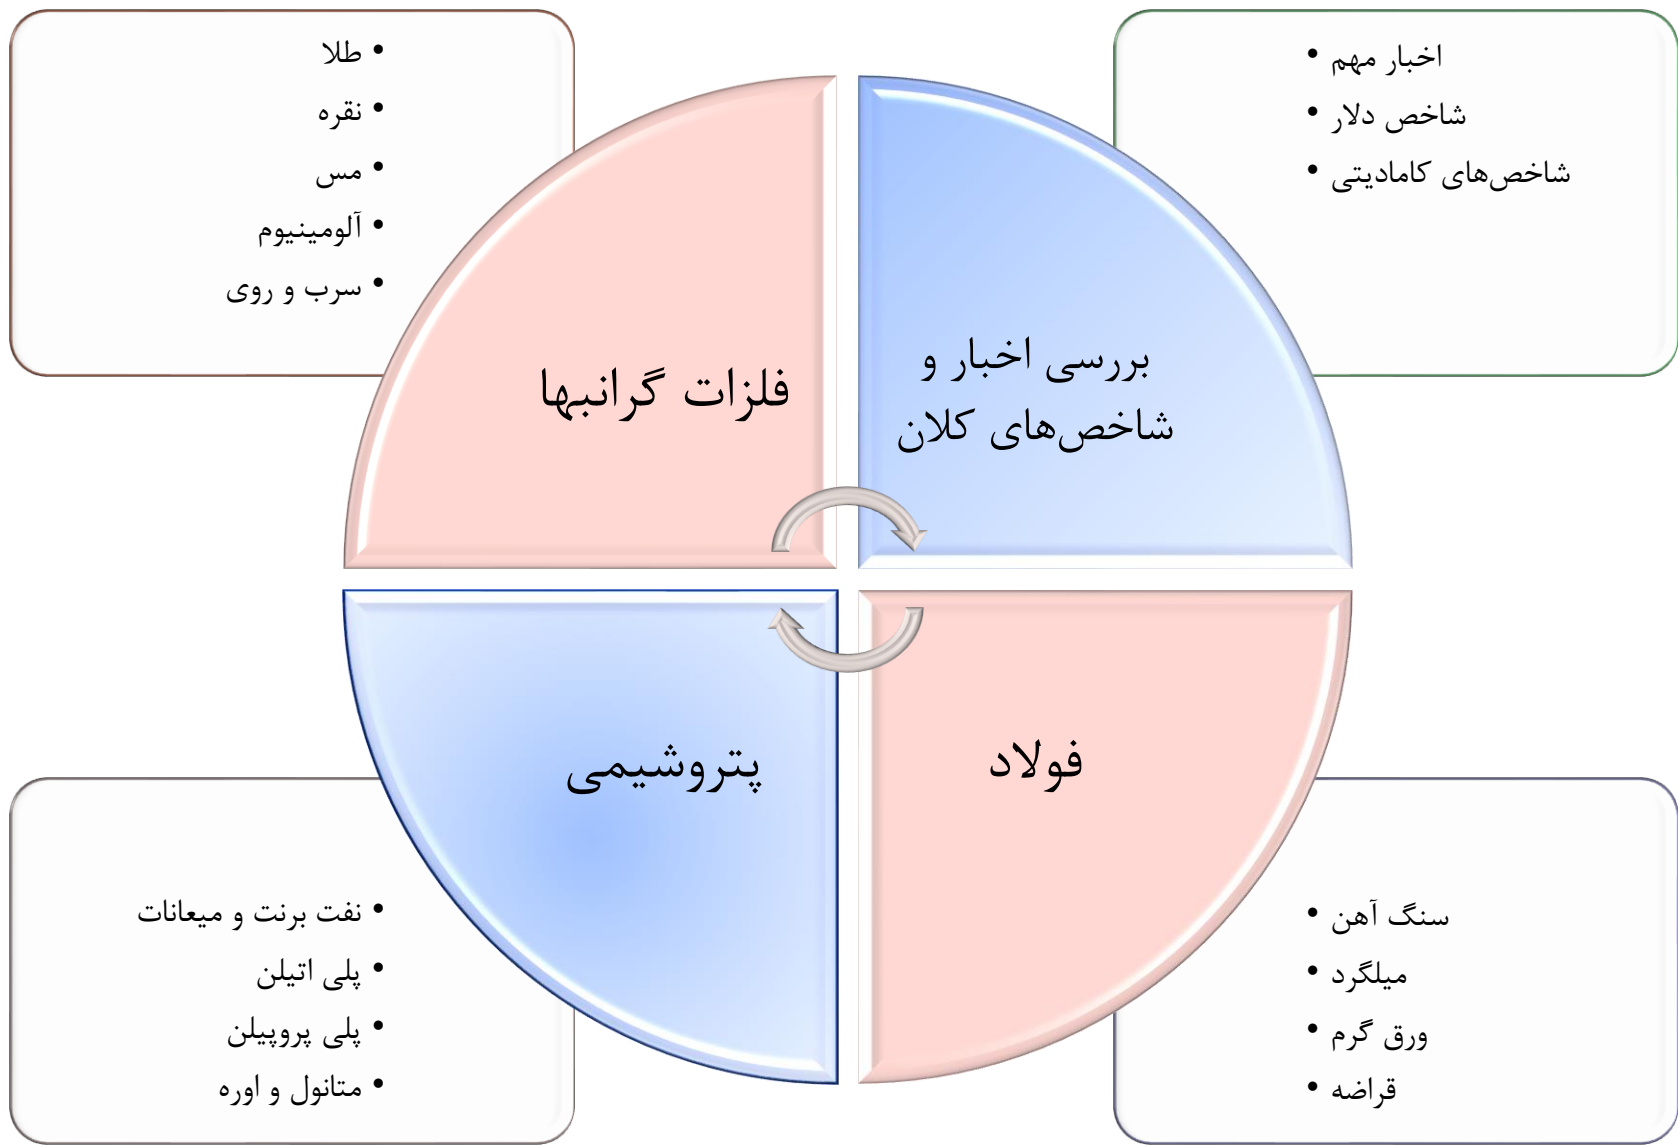 • اخبار مهم
• شاخص دلار
• شاخص‌های کامادیتی
بررسی اخبار و
شاخص‌های کلان
• طلا
• نقره
• مس
• آلومینیوم
• سرب و روی
فلزات گرانبها
فولاد
• سنگ آهن
• میلگرد
• ورق گرم
• قراضه
پتروشیمی
• نفت برنت و میعانات
• پلی اتیلن
• پلی پروپیلن
• متانول و اوره